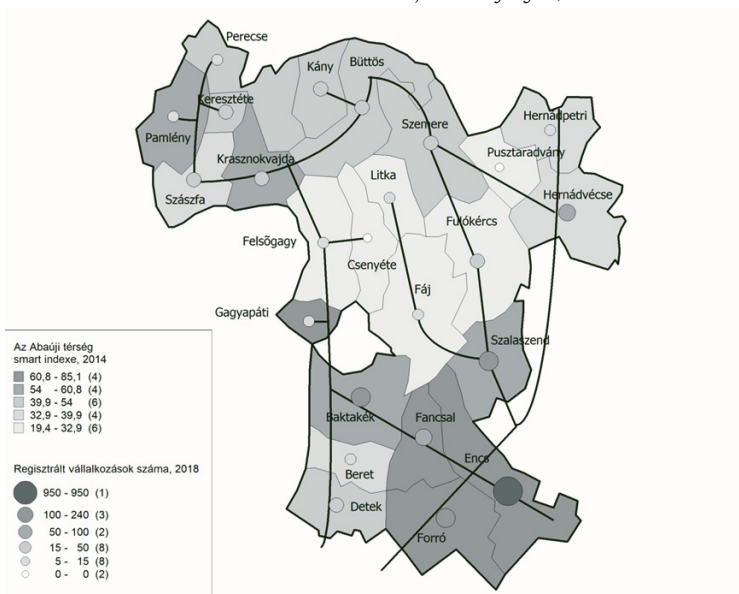 Perecse
Kány
Büttös
Keresztéte
Pamlény
Szemere
Hernádpetri
Pusztaradvány
Krasznokvajda
Litka
Szászfa
Hernádvécse
Fulókércs
Felsőgagy
Csenyéte
Fáj
Gagyapáti
Szalaszend
Baktakék
Fancsal
Encs
Beret
Detek
Forró
Az Abaúji térség
smart indexe, 2014
60,8 - 85,1 (4)
54 - 60,8 (4)
39,9 - 54 (6)
32,9 - 39,9 (4)
19,4 - 32,9 (6)
Regisztrált vállalkozások száma, 2018
950 - 950 (1)
100 - 240 (3)
50 - 100 (2)
15 - 50 (8)
5 - 15 (8)
0 - 0 (2)